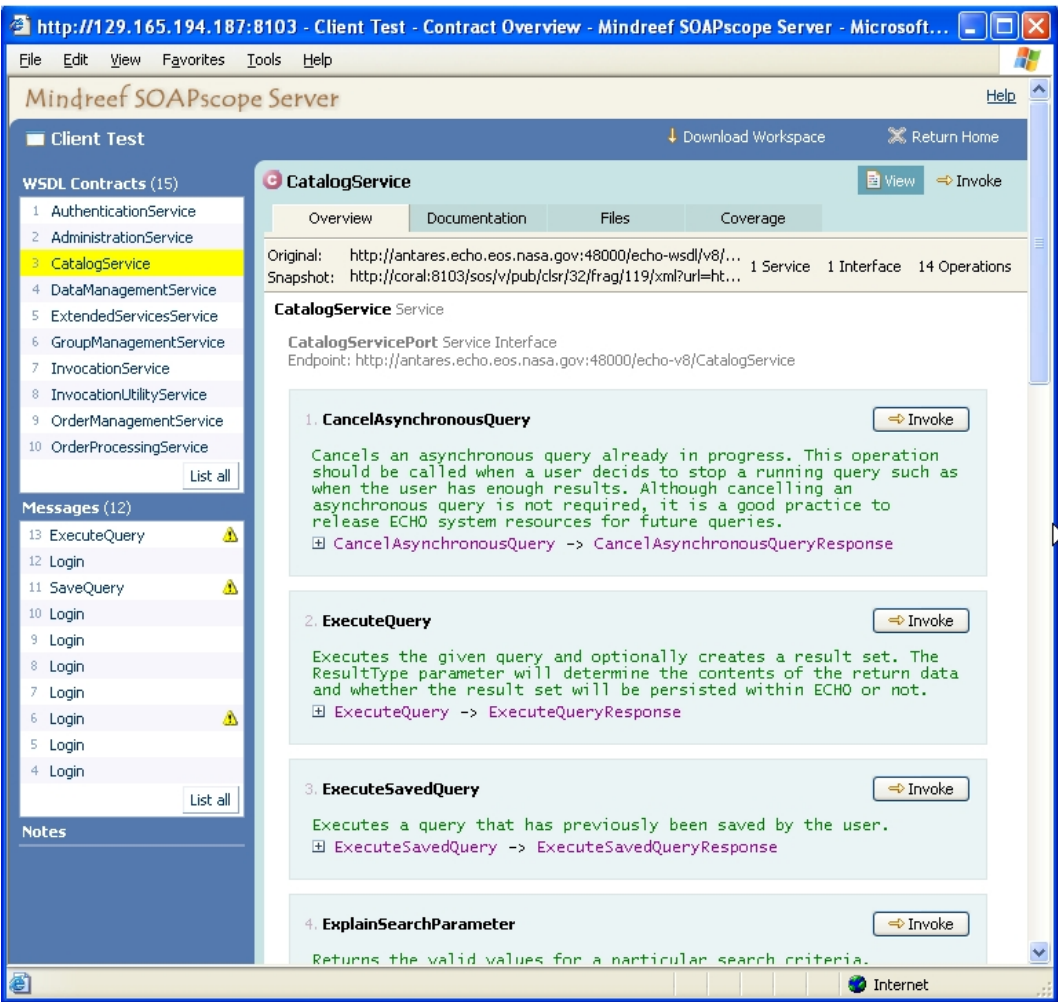 http://129.165.194.187:8103 - Client Test - Contract Overview - Mindreef SOAPscope Server - Microsoft...
File Edit View Favorites Tools Help
Mindreef SOAPscope Server
Help
Client Test
Download Workspace
Return Home
WSDL Contracts (15)
1 AuthenticationService
2 AdministrationService
3 CatalogService
4 DataManagementService
5 ExtendedServicesService
6 GroupManagementService
7 InvocationService
8 InvocationUtilityService
9 OrderManagementService
10 OrderProcessingService
List all
Messages (12)
13 ExecuteQuery
12 Login
11 SaveQuery
10 Login
9 Login
8 Login
7 Login
6 Login
5 Login
4 Login
List all
Notes
C CatalogService
View
Invoke
Overview Documentation Files Coverage
Original: http://antares.echo.eos.nasa.gov:48000/echo-wsdl/v8/...
Snapshot: http://coral:8103/sos/v/pub/clsr/32/frag/119/xml?url=ht...
1 Service 1 Interface 14 Operations
CatalogService Service
CatalogServicePort Service Interface
Endpoint: http://antares.echo.eos.nasa.gov:48000/echo-v8/CatalogService
1. CancelAsynchronousQuery
Invoke
Cancels an asynchronous query already in progress. This operation
should be called when a user decides to stop a running query such as
when the user has enough results. Although cancelling an
asynchronous query is not required, it is a good practice to
release ECHO system resources for future queries.
CancelAsynchronousQuery -> CancelAsynchronousQueryResponse
2. ExecuteQuery
Invoke
Executes the given query and optionally creates a result set. The
ResultType parameter will determine the contents of the return data
and whether the result set will be persisted within ECHO or not.
ExecuteQuery -> ExecuteQueryResponse
3. ExecuteSavedQuery
Invoke
Executes a query that has previously been saved by the user.
ExecuteSavedQuery -> ExecuteSavedQueryResponse
4. ExplainSearchParameter
Invoke
Returns the valid values for a particular search criteria.
Internet